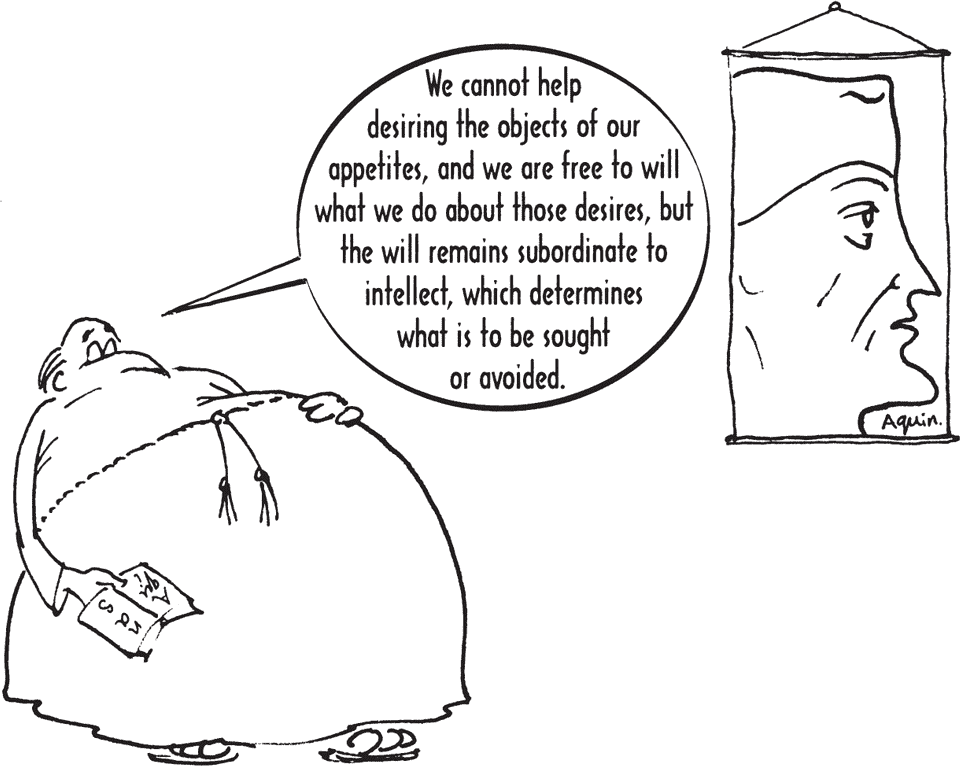 We cannot help
desiring the objects of our
appetites, and we are free to will
what we do about those desires, but
the will remains subordinate to
intellect, which determines
what is to be sought
or avoided.
Aquin.